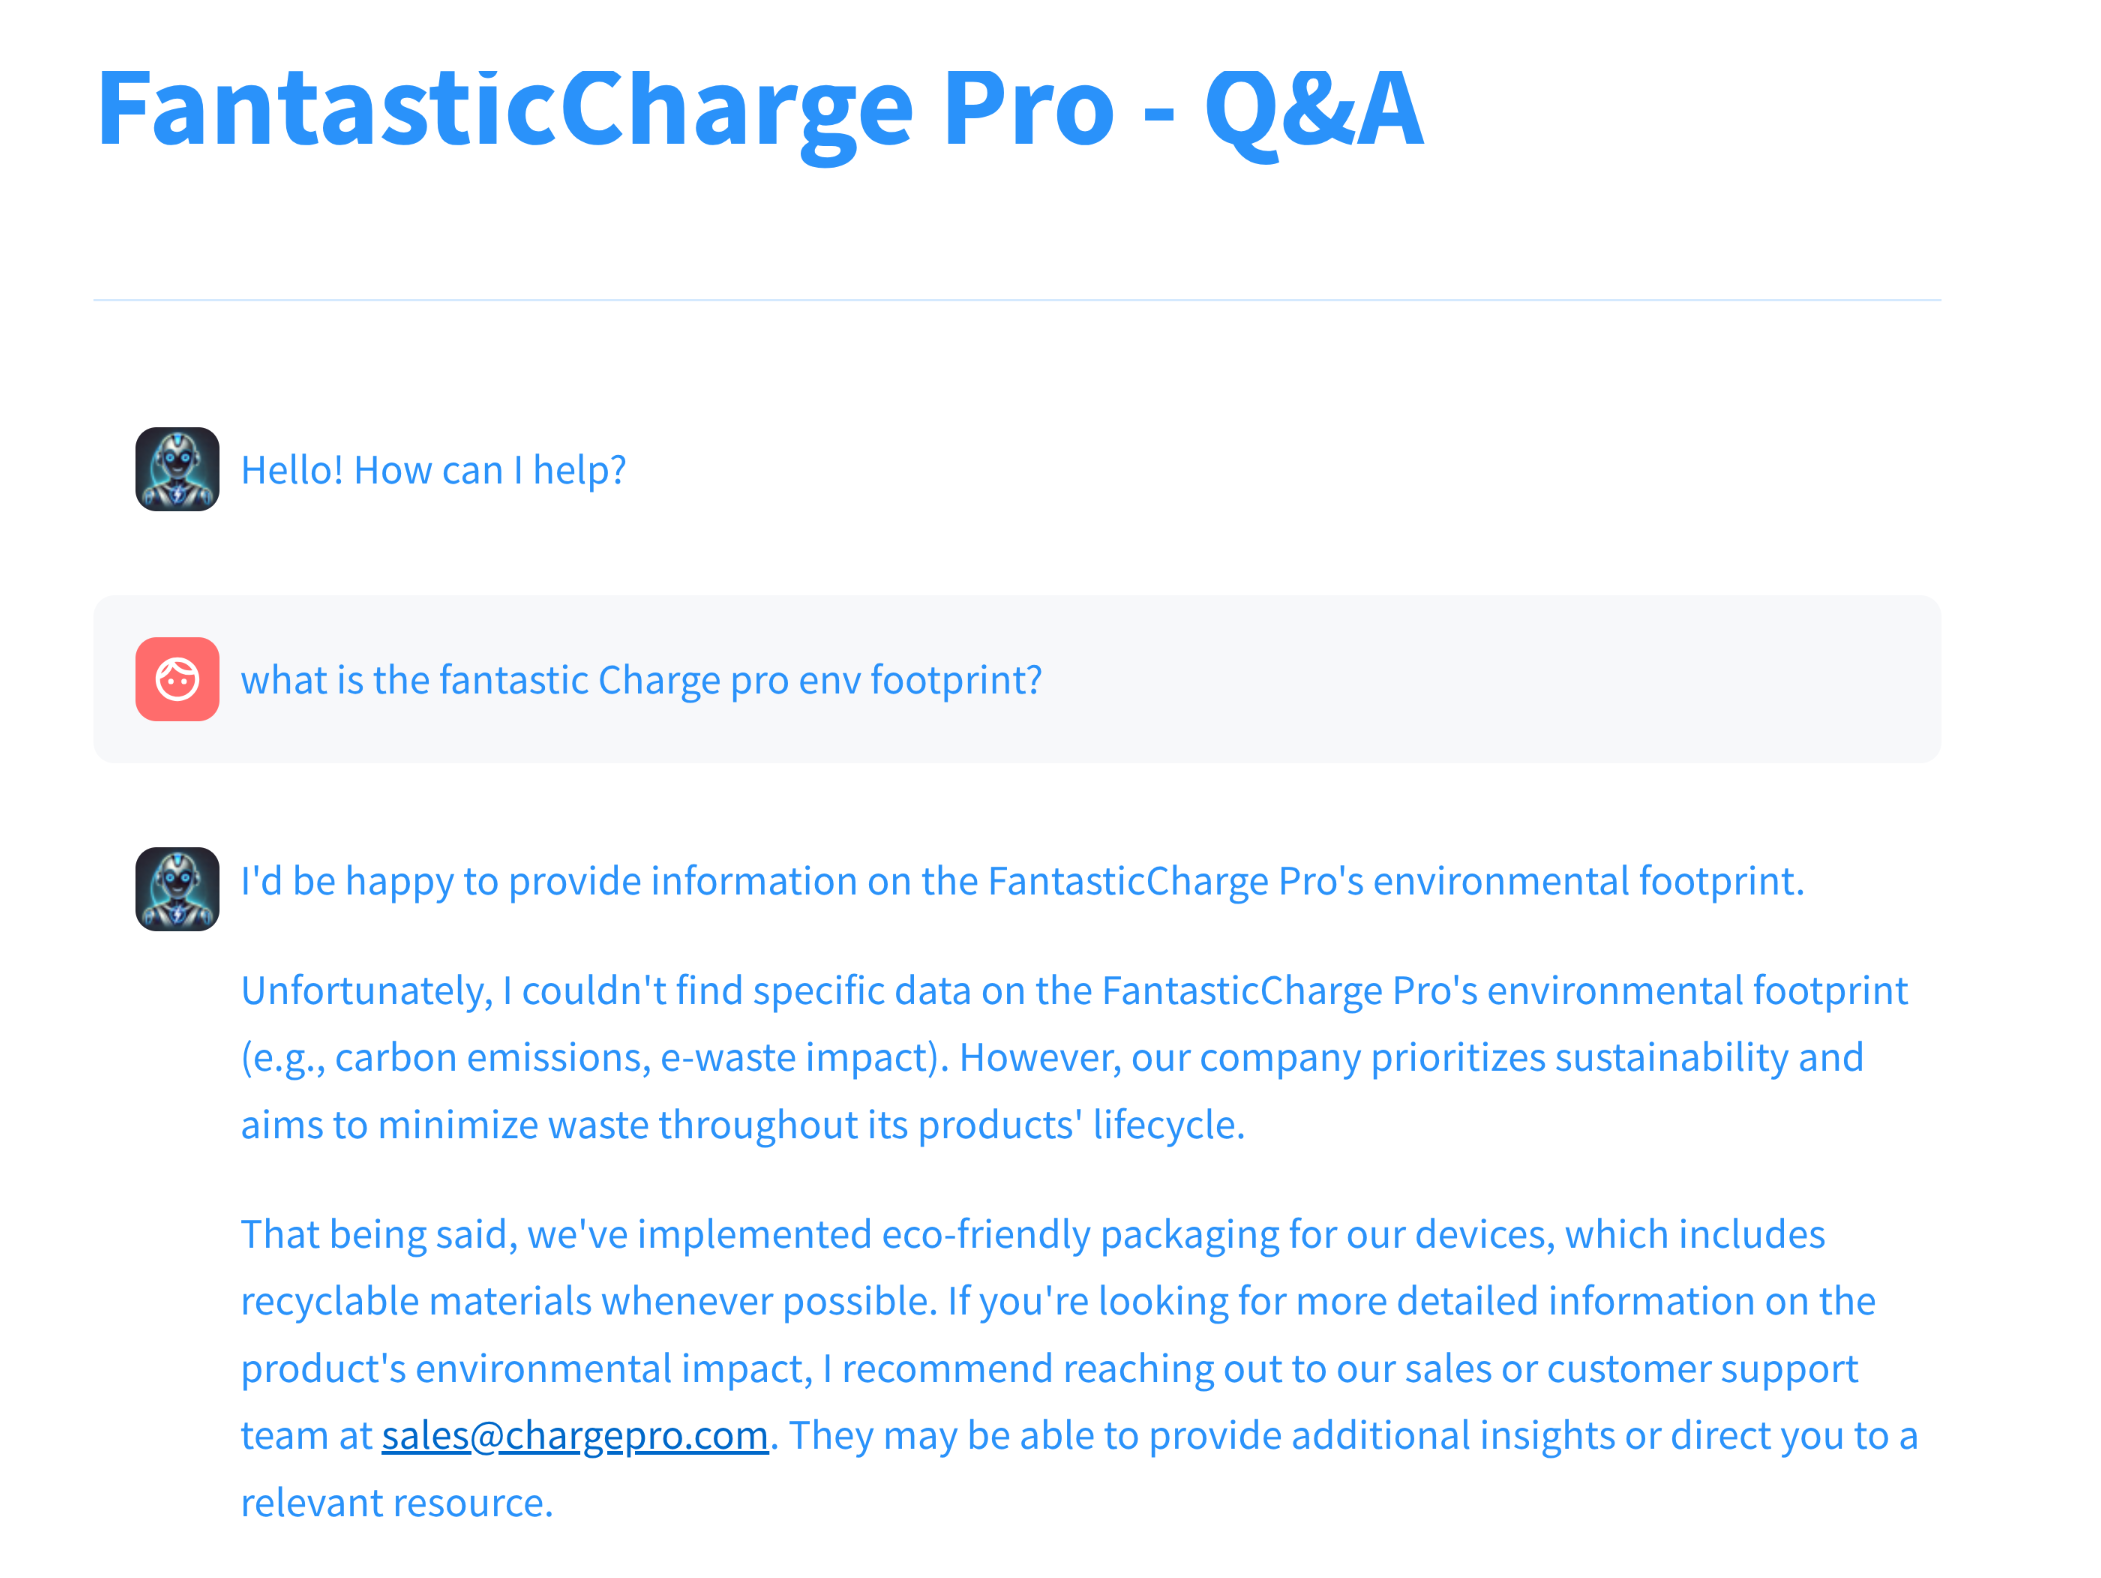 FantasticCharge Pro - Q&A
Hello! How can I help?
what is the fantastic Charge pro env footprint?
I'd be happy to provide information on the FantasticCharge Pro's environmental footprint.
Unfortunately, I couldn't find specific data on the FantasticCharge Pro's environmental footprint
(e.g., carbon emissions, e-waste impact). However, our company prioritizes sustainability and
aims to minimize waste throughout its products' lifecycle.
That being said, we've implemented eco-friendly packaging for our devices, which includes
recyclable materials whenever possible. If you're looking for more detailed information on the
product's environmental impact, I recommend reaching out to our sales or customer support
team at sales@chargepro.com. They may be able to provide additional insights or direct you to a
relevant resource.